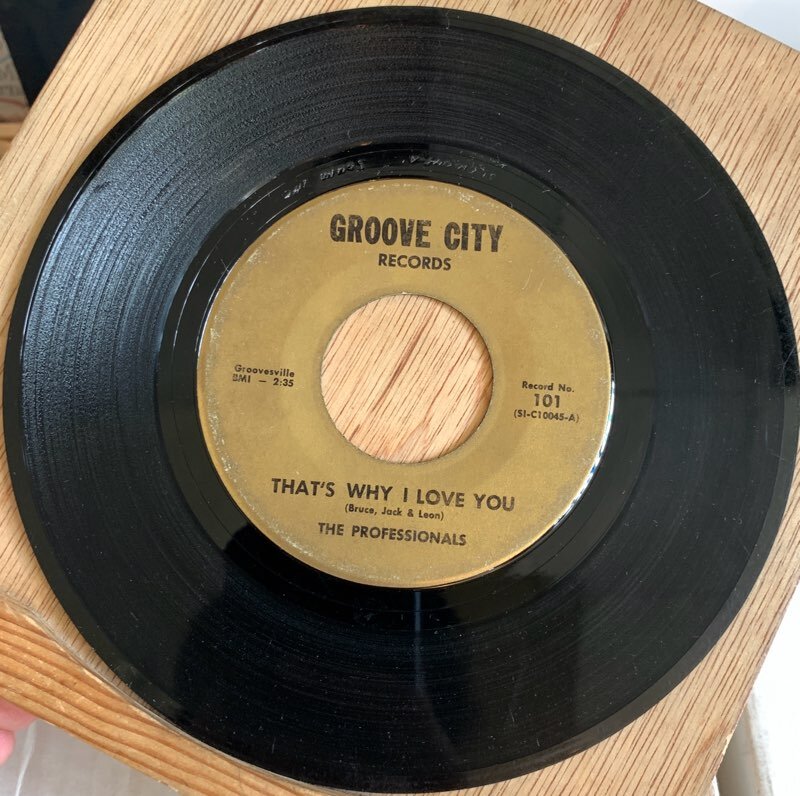 GROOVE CITY
RECORDS
Groovesville
BMI — 2:35
Record No.
101
(SI-C10045-A)
THAT'S WHY I LOVE YOU
(Bruce, Jack & Leon)
THE PROFESSIONALS